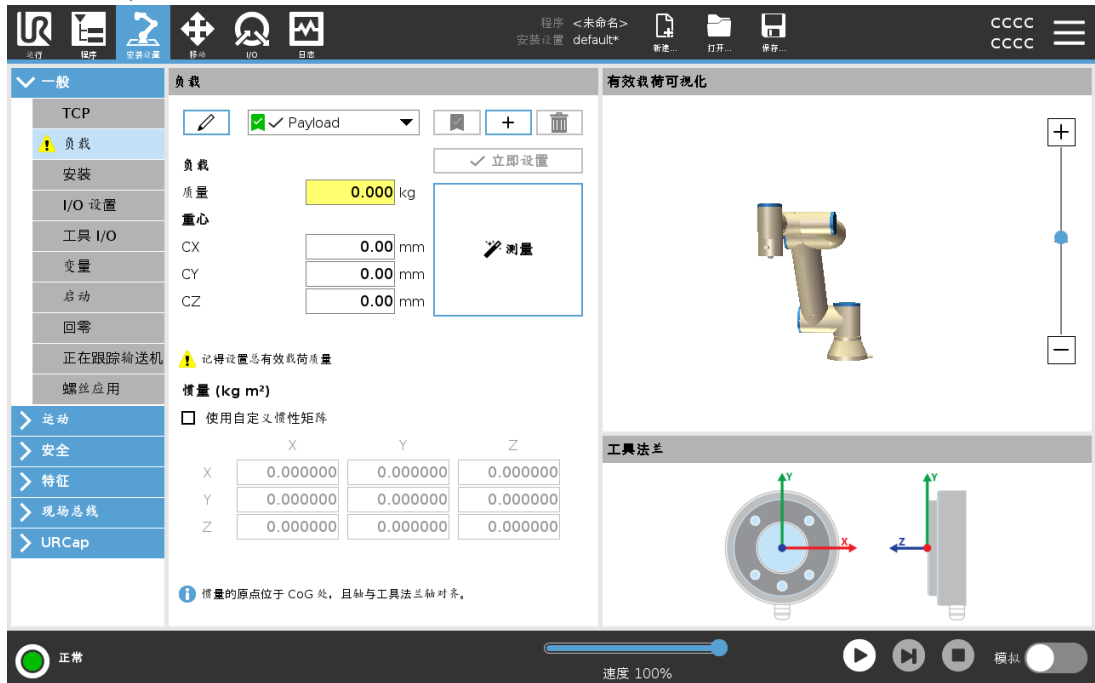 程序 <未命名>
安装设置 default*
CCCC
CCCC
运行 程序 安装设置 移动 I/O 日志 新建... 打开... 保存...
一般
TCP
负载
安装
I/O 设置
工具 I/O
变量
启动
回零
正在跟踪输送机
螺丝应用
运动
安全
特征
现场总线
URCap
负载
Payload
立即设置
负载
质量 0.000 kg
重心
CX 0.00 mm
CY 0.00 mm
CZ 0.00 mm
测量
记得设置总有效载荷质量
惯量 (kg m²)
使用自定义惯性矩阵
X Y Z
X 0.000000 0.000000 0.000000
Y 0.000000 0.000000 0.000000
Z 0.000000 0.000000 0.000000
惯量的原点位于 CoG 处，且轴与工具法兰轴对齐。
有效载荷可视化
工具法兰
Y Y
X Z
正常
速度 100%
模拟